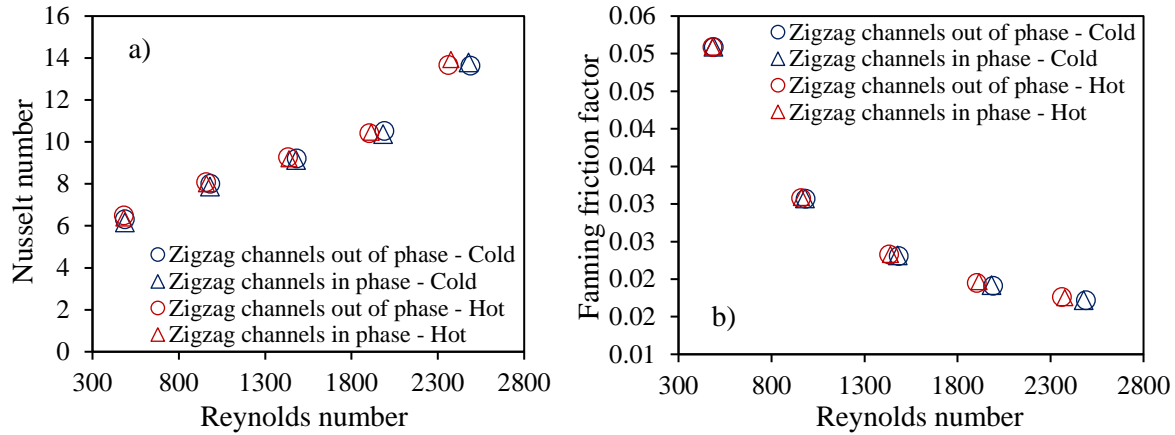 a)
Nusselt number
16
14
12
10
8
6
4
2
0
Zigzag channels out of phase - Cold
Zigzag channels in phase - Cold
Zigzag channels out of phase - Hot
Zigzag channels in phase - Hot
300 800 1300 1800 2300 2800
Reynolds number
b)
Fanning friction factor
0.06
0.05
0.05
0.04
0.04
0.03
0.03
0.02
0.02
0.01
Zigzag channels out of phase - Cold
Zigzag channels in phase - Cold
Zigzag channels out of phase - Hot
Zigzag channels in phase - Hot
300 800 1300 1800 2300 2800
Reynolds number